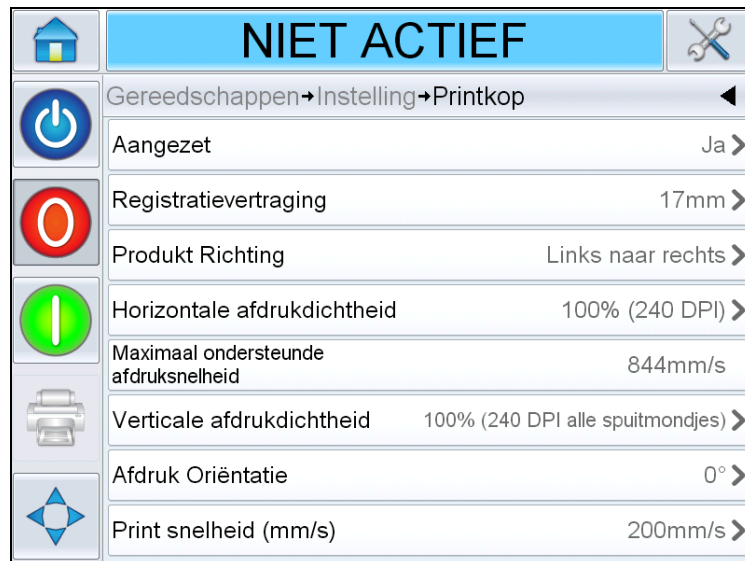 NIET ACTIEF
Gereedschappen→Instelling→Printkop
Aangezet Ja
Registratievertraging 17mm
Produkt Richting Links naar rechts
Horizontale afdrukdichtheid 100% (240 DPI)
Maximaal ondersteunde
afdruksnelheid 844mm/s
Verticale afdrukdichtheid 100% (240 DPI alle spuitmondjes)
Afdruk Oriëntatie 0°
Print snelheid (mm/s) 200mm/s